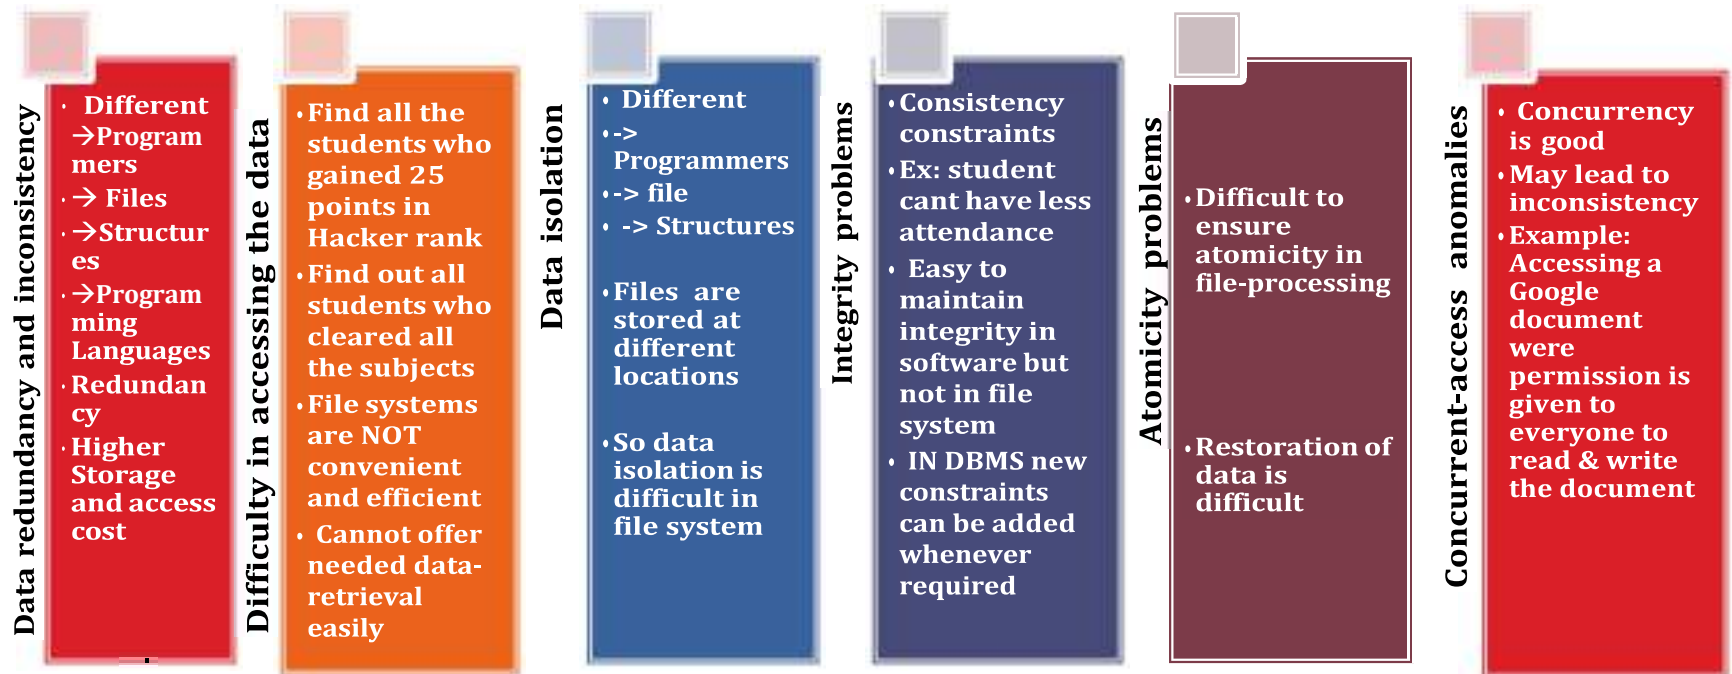 Data redundancy and inconsistency
· Different
→Program
mers
· → Files
· →Structur
es
· →Program
ming
Languages
· Redundan
cy
· Higher
Storage
and access
cost
Difficulty in accessing the data
• Find all the
students who
gained 25
points in
Hacker rank
• Find out all
students who
cleared all
the subjects
• File systems
are NOT
convenient
and efficient
• Cannot offer
needed data-
retrieval
easily
Data isolation
• Different
• ->
Programmers
• -> file
• -> Structures
• Files are
stored at
different
locations
• So data
isolation is
difficult in
file system
Integrity problems
• Consistency
constraints
• Ex: student
cant have less
attendance
• Easy to
maintain
integrity in
software but
not in file
system
• IN DBMS new
constraints
can be added
whenever
required
Atomicity problems
• Difficult to
ensure
atomicity in
file-processing
• Restoration of
data is
difficult
Concurrent-access anomalies
• Concurrency
is good
• May lead to
inconsistency
• Example:
Accessing a
Google
document
were
permission is
given to
everyone to
read & write
the document